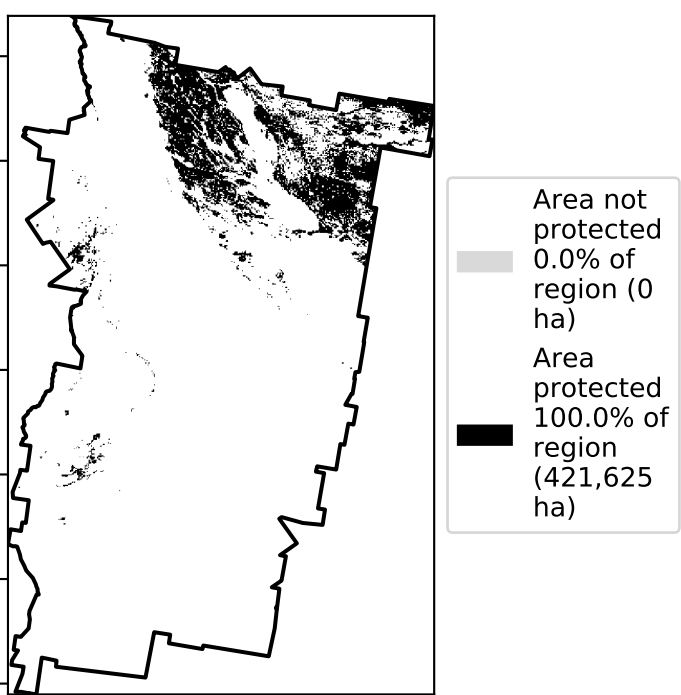 Area not
protected
0.0% of
region (0
ha)
Area
protected
100.0% of
region
(421,625
ha)